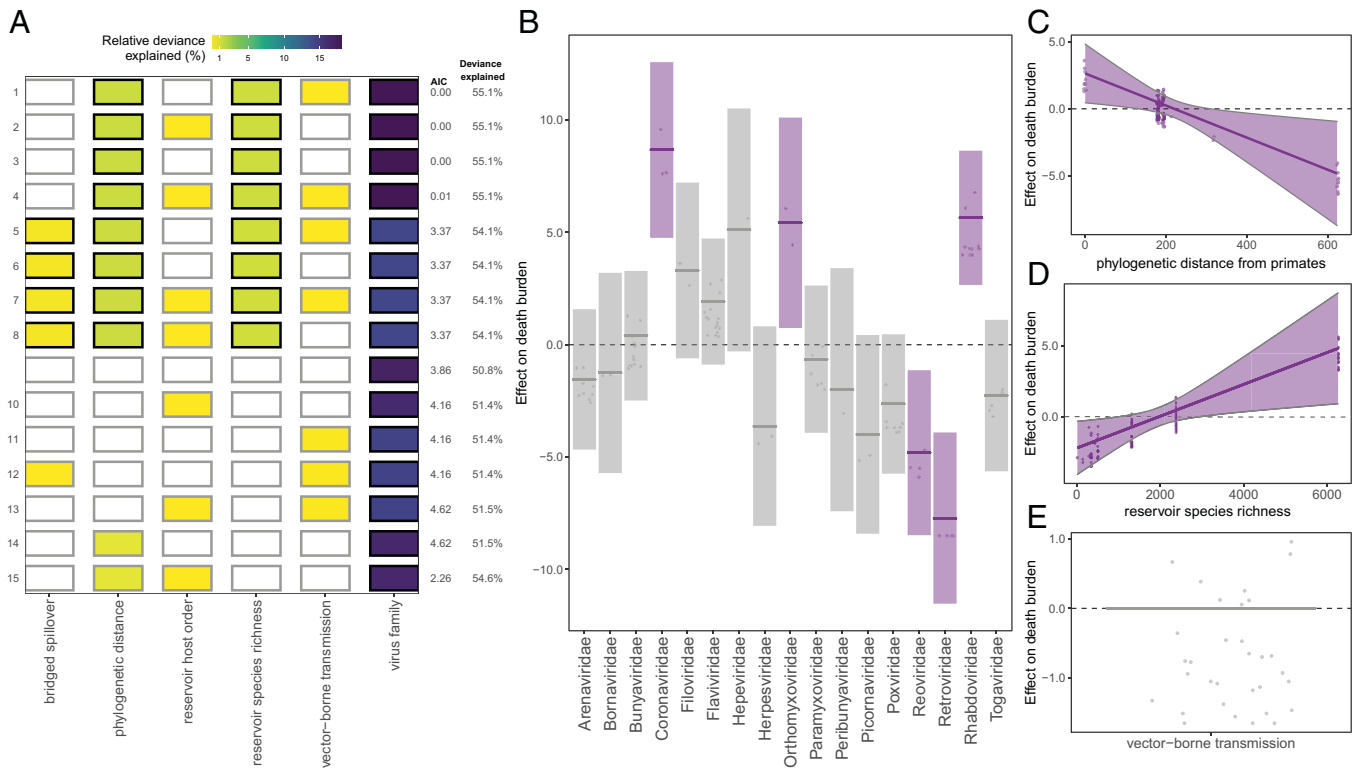 A
Relative deviance
explained (%)
1 5 10 15
AIC
Deviance
explained
1 0.00 55.1%
2 0.00 55.1%
3 0.00 55.1%
4 0.01 55.1%
5 3.37 54.1%
6 3.37 54.1%
7 3.37 54.1%
8 3.37 54.1%
3.86 50.8%
10 4.16 51.4%
11 4.16 51.4%
12 4.16 51.4%
13 4.62 51.5%
14 4.62 51.5%
15 2.26 54.6%
bridged spillover
phylogenetic distance
reservoir host order
reservoir species richness
vector−borne transmission
virus family
B
Effect on death burden
10.0
5.0
0.0
−5.0
−10.0
Arenaviridae
Bornaviridae
Bunyaviridae
Coronaviridae
Filoviridae
Flaviviridae
Hepeviridae
Herpesviridae
Orthomyxoviridae
Paramyxoviridae
Peribunyaviridae
Picornaviridae
Poxviridae
Reoviridae
Retroviridae
Rhabdoviridae
Togaviridae
C
Effect on death burden
5.0
0.0
−5.0
0 200 400 600
phylogenetic distance from primates
D
Effect on death burden
5.0
0.0
0 2000 4000 6000
reservoir species richness
E
Effect on death burden
1.0
0.0
−1.0
vector−borne transmission